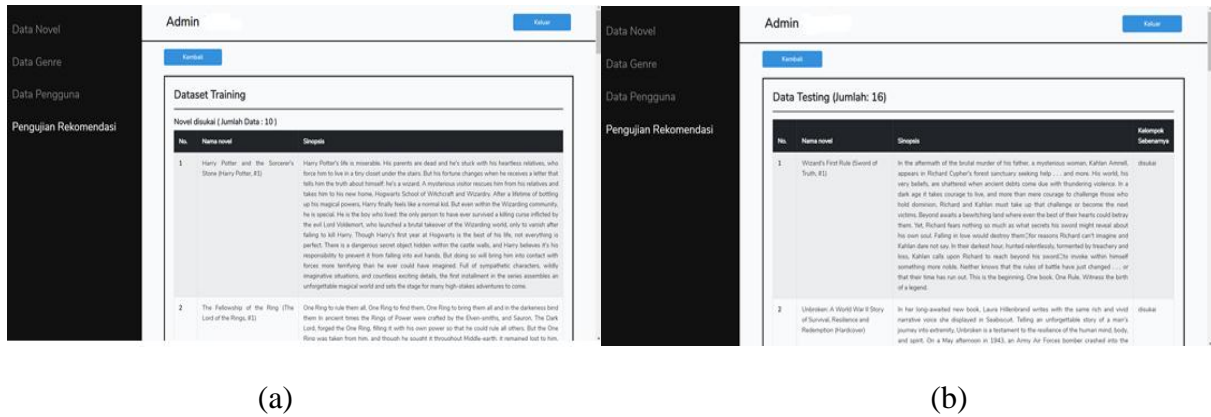 Data Novel
Data Genre
Data Pengguna
Pengujian Rekomendasi
Admin
Keluar
Kembali
Dataset Training
Novel disukai ( Jumlah Data : 10 )
No. Nama novel Sinopsis
1 Harry Potter and the Sorcerer's Stone (Harry Potter, #1)
Harry Potter's life is miserable. His parents are dead and he's stuck with his heartless relatives, who
force him to live in a tiny closet under the stairs. But his fortune changes when he receives a letter that
tells him the truth about himself: he's a wizard. A mysterious visitor rescues him from his relatives and
takes him to his new home, Hogwarts School of Witchcraft and Wizardry. After a lifetime of bottling
up his magical powers, Harry finally feels like a normal kid. But even within the Wizarding community,
he is special. He is the boy who lived: the only person to have ever survived a killing curse inflicted by
the evil Lord Voldemort, who launched a brutal takeover of the Wizarding world, only to vanish after
failing to kill Harry. Though Harry's first year at Hogwarts is the best of his life, not everything is
perfect. There is a dangerous secret object hidden within the castle walls, and Harry believes it's his
responsibility to prevent it from falling into evil hands. But doing so will bring him into contact with
forces more terrifying than he ever could have imagined. Full of sympathetic characters, wildly
imaginative situations, and countless exciting details, the first installment in the series assembles an
unforgettable magical world and sets the stage for many high-stakes adventures to come.
2 The Fellowship of the Ring (The Lord of the Rings, #1)
One Ring to rule them all, One Ring to find them, One Ring to bring them all and in the darkeness bind
them In ancient times the Rings of Power were crafted by the Elven-smiths, and Sauron, The Dark
Lord, forged the One Ring, filling it with his own power so that he could rule all others. But the One
Ring was taken from him, and though he sought it throughout Middle-earth, it remained lost to him.
(a)
Data Novel
Data Genre
Data Pengguna
Pengujian Rekomendasi
Admin
Keluar
Kembali
Data Testing (Jumlah: 16)
No. Nama novel Sinopsis Kelompok Sebenarnya
1 Wizard's First Rule (Sword of Truth, #1)
In the aftermath of the brutal murder of his father, a mysterious woman, Kahlan Amnell,
appears in Richard Cypher's forest sanctuary seeking help . . . and more. His world, his
very beliefs, are shattered when ancient debts come due with thundering violence. In a
dark age it takes courage to live, and more than mere courage to challenge those who
hold dominion, Richard and Kahlan must take up that challenge or become the next
victims. Beyond awaits a bewitching land where even the best of their hearts could betray
them. Yet, Richard fears nothing so much as what secrets his sword might reveal about
his own soul. Falling in love would destroy them□for reasons Richard can't imagine and
Kahlan dare not say. In their darkest hour, hunted relentlessly, tormented by treachery and
loss, Kahlan calls upon Richard to reach beyond his sword□to invoke within himself
something more noble. Neither knows that the rules of battle have just changed . . . or
that their time has run out. This is the beginning. One book. One Rule. Witness the birth
of a legend.
disukai
2 Unbroken: A World War II Story of Survival, Resilience and Redemption (Hardcover)
In her long-awaited new book, Laura Hillenbrand writes with the same rich and vivid
narrative voice she displayed in Seabiscuit. Telling an unforgettable story of a man's
journey into extremity, Unbroken is a testament to the resilience of the human mind, body,
and spirit. On a May afternoon in 1943, an Army Air Forces bomber crashed into the
disukai
(b)